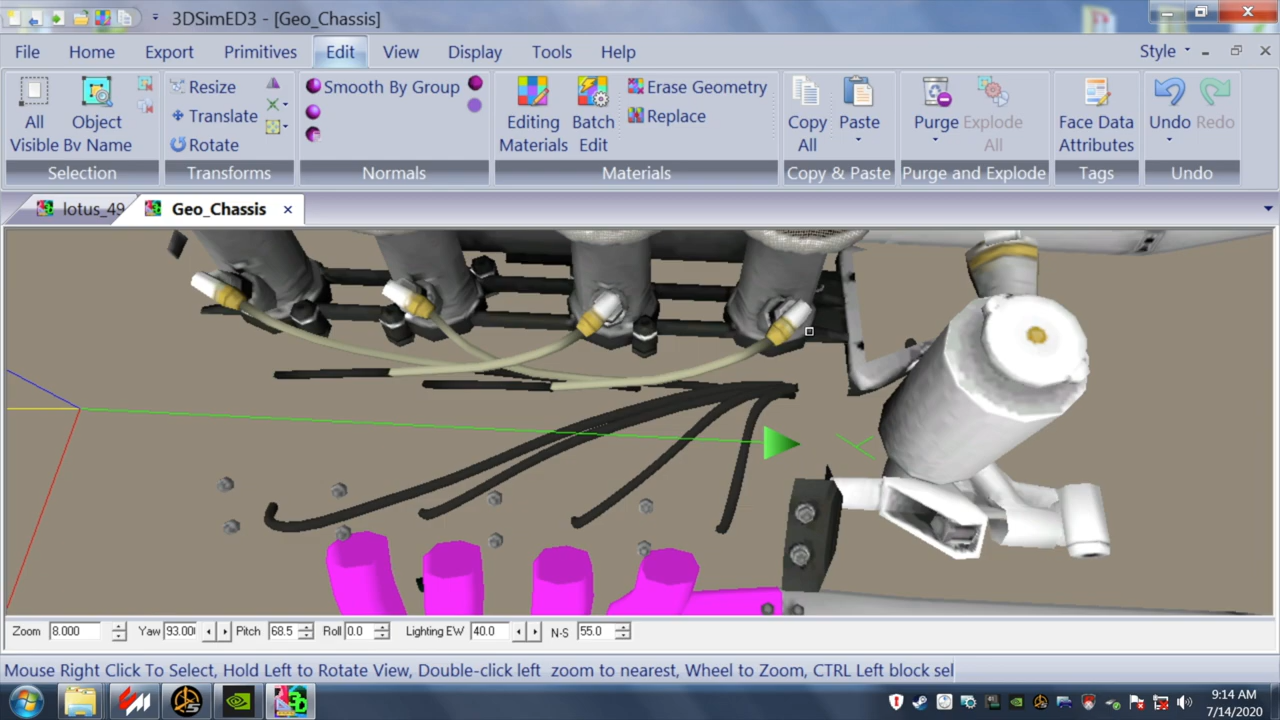 3DSimED3 - [Geo_Chassis]
File Home Export Primitives Edit View Display Tools Help Style
All Visible
Object By Name
Selection
Resize
Translate
Rotate
Transforms
Smooth By Group
Normals
Editing Materials
Batch Edit
Erase Geometry
Replace
Materials
Copy All
Paste
Copy & Paste
Purge
Explode All
Purge and Explode
Face Data Attributes
Tags
Undo
Redo
Undo
lotus_49
Geo_Chassis
Zoom 8.000 Yaw 93.00 Pitch 68.5 Roll 0.0 Lighting EW 40.0 N-S 55.0
Mouse Right Click To Select, Hold Left to Rotate View, Double-click left zoom to nearest, Wheel to Zoom, CTRL Left block sel
9:14 AM
7/14/2020